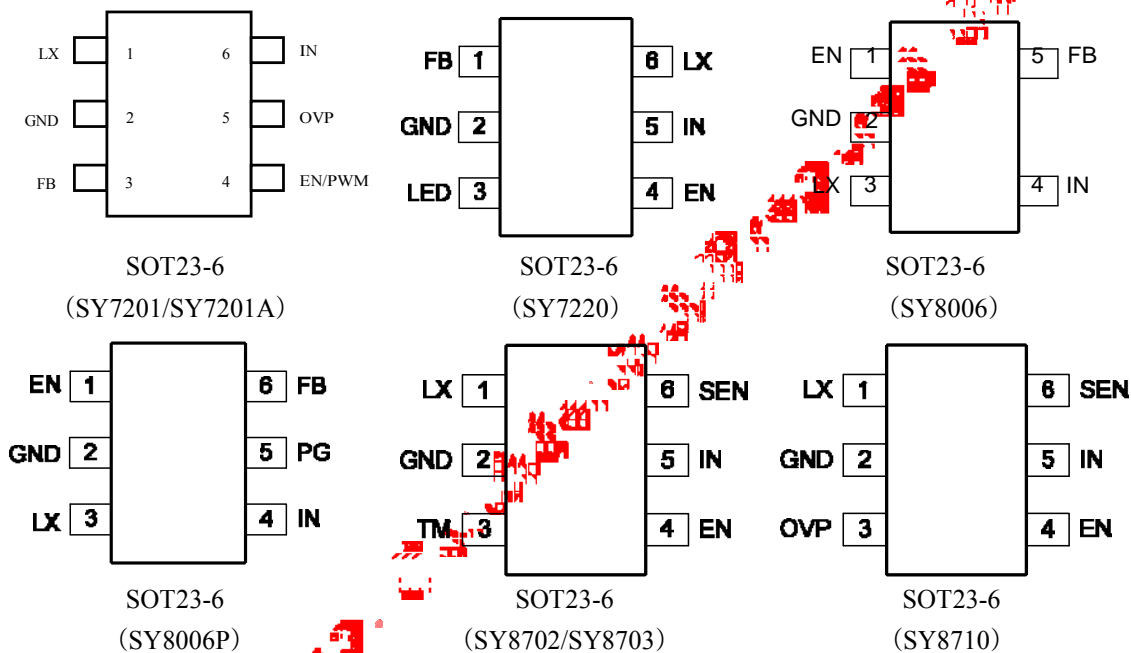 LX 1 6 IN
GND 2 5 OVP
FB 3 4 EN/PWM
SOT23-6
(SY7201/SY7201A)
FB 1 6 LX
GND 2 5 IN
LED 3 4 EN
SOT23-6
(SY7220)
EN 1 5 FB
GND 2
LX 3 4 IN
SOT23-6
(SY8006)
EN 1 6 FB
GND 2 5 PG
LX 3 4 IN
SOT23-6
(SY8006P)
LX 1 6 SEN
GND 2 5 IN
TM 3 4 EN
SOT23-6
(SY8702/SY8703)
LX 1 6 SEN
GND 2 5 IN
OVP 3 4 EN
SOT23-6
(SY8710)